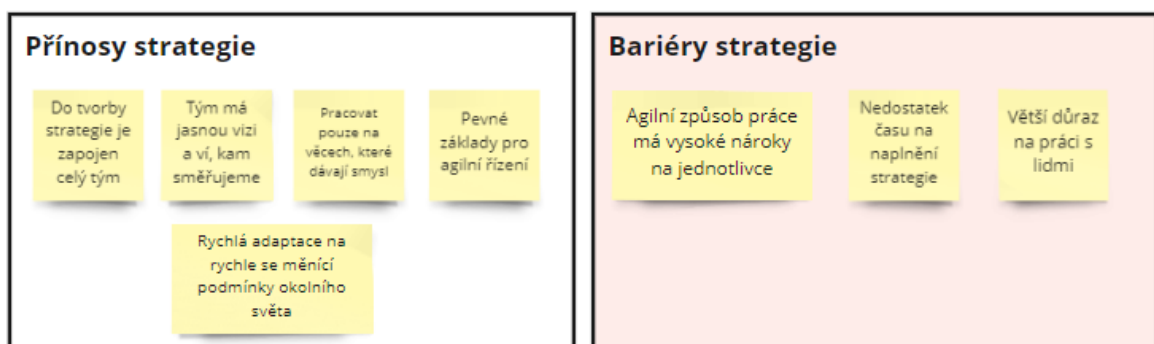 Přínosy strategie
Do tvorby
strategie je
zapojen
celý tým
Tým má
jasnou vizi
a ví, kam
směřujeme
Pracovat
pouze na
věcech, které
dávají smysl
Pevné
základy pro
agilní řízení
Rychlá adaptace na
rychle se měnící
podmínky okolního
světa
Bariéry strategie
Agilní způsob práce
má vysoké nároky
na jednotlivce
Nedostatek
času na
naplnění
strategie
Větší důraz
na práci s
lidmi